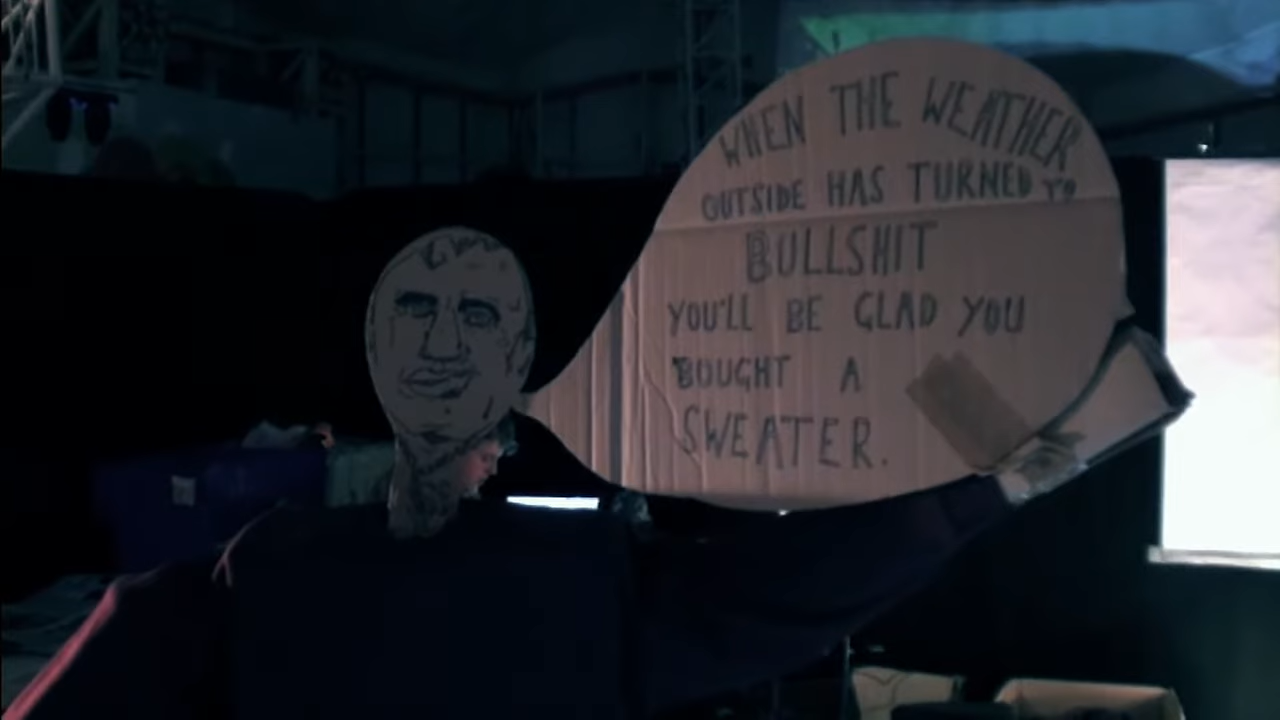 WHEN THE WEATHER
OUTSIDE HAS TURNED TO
BULLSHIT
YOU'LL BE GLAD YOU
BOUGHT A
SWEATER.